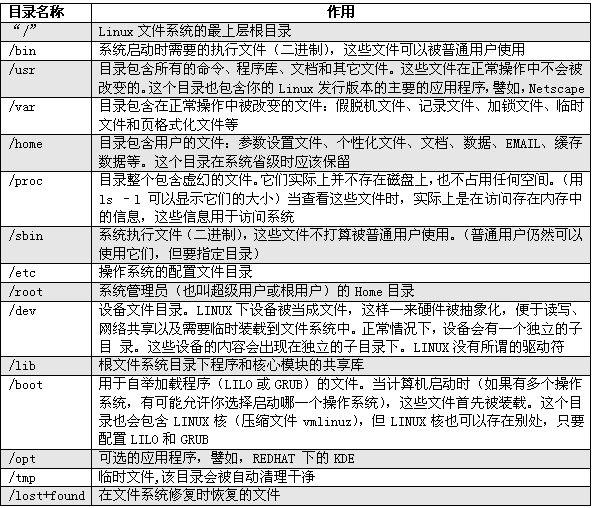 目录名称 作用
“/” Linux 文件系统的最上层根目录
/bin 系统启动时需要的执行文件(二进制),这些文件可以被普通用户使用
/usr 目录包含所有的命令、程序库、文档和其它文件。这些文件在正常操作中不会被
改变的。这个目录也包含你的 Linux 发行版本的主要的应用程序,譬如,Netscape
/var 目录包含在正常操作中被改变的文件:假脱机文件、记录文件、加锁文件、临时
文件和页格式化文件等
/home 目录包含用户的文件:参数设置文件、个性化文件、文档、数据、EMAIL、缓存
数据等。这个目录在系统省级时应该保留
/proc 目录整个包含虚幻的文件。它们实际上并不存在磁盘上,也不占用任何空间。(用
ls –l 可以显示它们的大小)当查看这些文件时,实际上是在访问存在内存中
的信息,这些信息用于访问系统
/sbin 系统执行文件(二进制),这些文件不打算被普通用户使用。(普通用户仍然可以
使用它们,但要指定目录)
/etc 操作系统的配置文件目录
/root 系统管理员(也叫超级用户或根用户)的 Home 目录
/dev 设备文件目录。LINUX 下设备被当成文件,这样一来硬件被抽象化,便于读写、
网络共享以及需要临时装载到文件系统中。正常情况下,设备会有一个独立的子
目 录。这些设备的内容会出现在独立的子目录下。LINUX 没有所谓的驱动符
/lib 根文件系统目录下程序和核心模块的共享库
/boot 用于自举加载程序(LILO 或 GRUB)的文件。当计算机启动时(如果有多个操作
系统,有可能允许你选择启动哪一个操作系统),这些文件首先被装载。这个目
录也会包含 LINUX 核(压缩文件 vmlinuz),但 LINUX 核也可以存在别处,只要
配置 LILO 和 GRUB
/opt 可选的应用程序,譬如,REDHAT 下的 KDE
/tmp 临时文件,该目录会被自动清理干净
/lost+found 在文件系统修复时恢复的文件